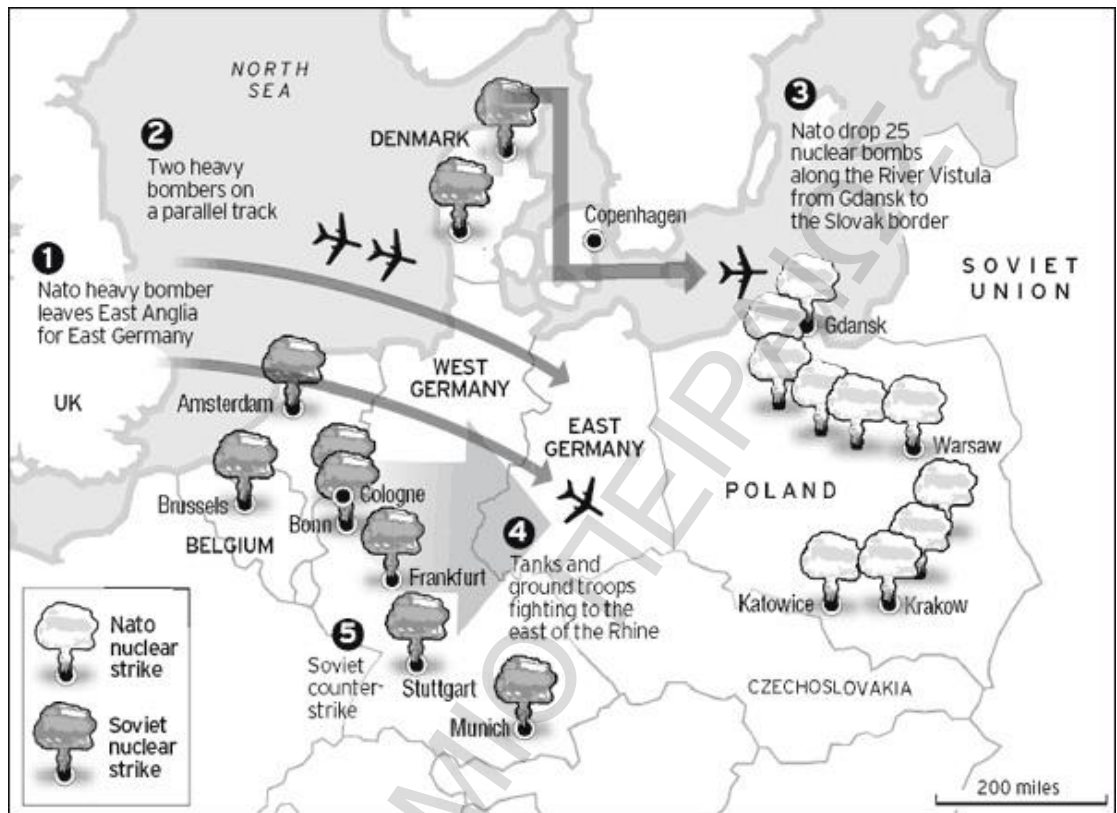 NORTH
SEA
2
Two heavy
bombers on
a parallel track
DENMARK
3
Nato drop 25
nuclear bombs
along the River Vistula
from Gdansk to
the Slovak border
Copenhagen
1
Nato heavy bomber
leaves East Anglia
for East Germany
SOVIET
UNION
Gdansk
UK
Amsterdam
WEST
GERMANY
EAST
GERMANY
Warsaw
Brussels
Cologne
Bonn
BELGIUM
POLAND
Frankfurt
4
Tanks and
ground troops
fighting to the
east of the Rhine
Katowice
Krakow
5
Soviet
counter-
strike
Stuttgart
Munich
CZECHOSLOVAKIA
Nato
nuclear
strike
Soviet
nuclear
strike
200 miles